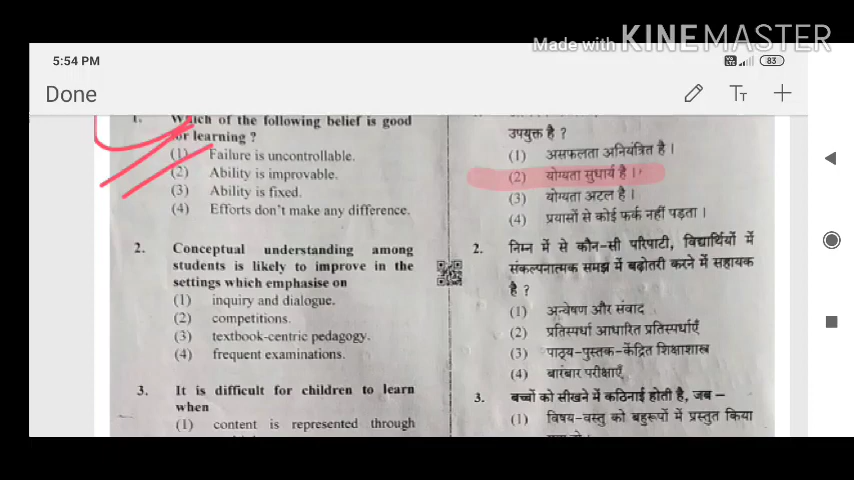 Made with KINEMASTER
5:54 PM
83
Done
TT
1. Which of the following belief is good
for learning ?
(1) Failure is uncontrollable.
(2) Ability is improvable.
(3) Ability is fixed.
(4) Efforts don't make any difference.
2. Conceptual understanding among
students is likely to improve in the
settings which emphasise on
(1) inquiry and dialogue.
(2) competitions.
(3) textbook-centric pedagogy.
(4) frequent examinations.
3. It is difficult for children to learn
when
(1) content is represented through
उपयुक्त है ?
(1) असफलता अनियंत्रित है ।
(2) योग्यता सुधार्य है ।
(3) योग्यता अटल है ।
(4) प्रयासों से कोई फर्क नहीं पड़ता ।
2. निम्न में से कौन-सी परिपाटी, विद्यार्थियों में
संकल्पनात्मक समझ में बढ़ोतरी करने में सहायक
है ?
(1) अन्वेषण और संवाद
(2) प्रतिस्पर्धा आधारित प्रतिस्पर्धाएँ
(3) पाठ्य-पुस्तक-केंद्रित शिक्षाशास्त्र
(4) बारंबार परीक्षाएँ
3. बच्चों को सीखने में कठिनाई होती है, जब –
(1) विषय-वस्तु को बहुरूपों में प्रस्तुत किया